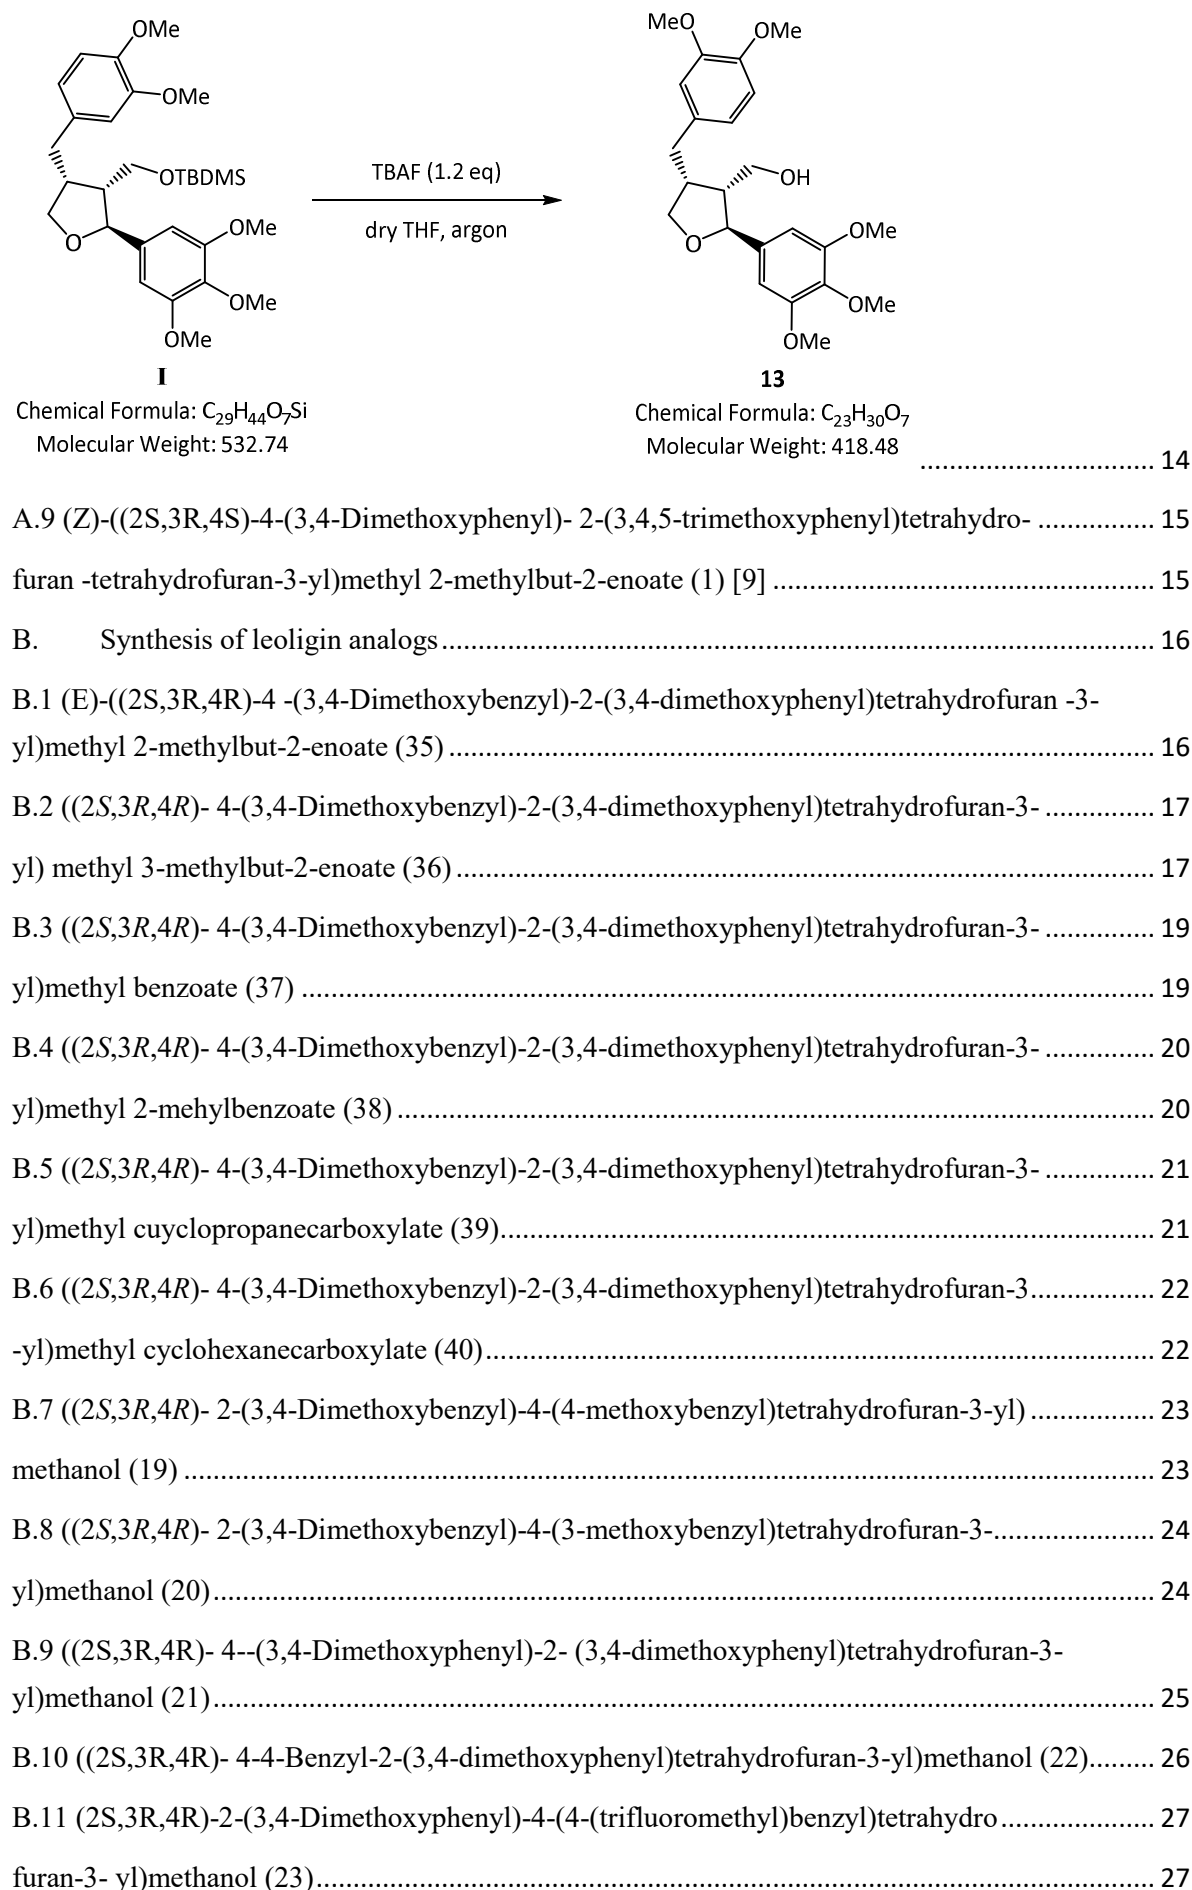 OMe
OMe
OTBDMS
O
OMe
OMe
OMe
I
Chemical Formula: C29H44O7Si
Molecular Weight: 532.74
TBAF (1.2 eq)
dry THF, argon
MeO
OMe
OH
O
OMe
OMe
OMe
13
Chemical Formula: C23H30O7
Molecular Weight: 418.48
.................................. 14
A.9 (Z)-((2S,3R,4S)-4-(3,4-Dimethoxyphenyl)- 2-(3,4,5-trimethoxyphenyl)tetrahydro- ................. 15
furan -tetrahydrofuran-3-yl)methyl 2-methylbut-2-enoate (1) [9] ....................................................... 15
B. Synthesis of leoligin analogs ........................................................................................................ 16
B.1 (E)-((2S,3R,4R)-4 -(3,4-Dimethoxybenzyl)-2-(3,4-dimethoxyphenyl)tetrahydrofuran -3-
yl)methyl 2-methylbut-2-enoate (35) ...................................................................................................... 16
B.2 ((2S,3R,4R)- 4-(3,4-Dimethoxybenzyl)-2-(3,4-dimethoxyphenyl)tetrahydrofuran-3- ................ 17
yl) methyl 3-methylbut-2-enoate (36) ..................................................................................................... 17
B.3 ((2S,3R,4R)- 4-(3,4-Dimethoxybenzyl)-2-(3,4-dimethoxyphenyl)tetrahydrofuran-3- ................ 19
yl)methyl benzoate (37) ............................................................................................................................ 19
B.4 ((2S,3R,4R)- 4-(3,4-Dimethoxybenzyl)-2-(3,4-dimethoxyphenyl)tetrahydrofuran-3- ................ 20
yl)methyl 2-mehylbenzoate (38) .............................................................................................................. 20
B.5 ((2S,3R,4R)- 4-(3,4-Dimethoxybenzyl)-2-(3,4-dimethoxyphenyl)tetrahydrofuran-3- ................ 21
yl)methyl cuyclopropanecarboxylate (39) ............................................................................................... 21
B.6 ((2S,3R,4R)- 4-(3,4-Dimethoxybenzyl)-2-(3,4-dimethoxyphenyl)tetrahydrofuran-3 .................. 22
-yl)methyl cyclohexanecarboxylate (40) ................................................................................................. 22
B.7 ((2S,3R,4R)- 2-(3,4-Dimethoxybenzyl)-4-(4-methoxybenzyl)tetrahydrofuran-3-yl) .................. 23
methanol (19) ............................................................................................................................................ 23
B.8 ((2S,3R,4R)- 2-(3,4-Dimethoxybenzyl)-4-(3-methoxybenzyl)tetrahydrofuran-3- ....................... 24
yl)methanol (20) ........................................................................................................................................ 24
B.9 ((2S,3R,4R)- 4--(3,4-Dimethoxyphenyl)-2- (3,4-dimethoxyphenyl)tetrahydrofuran-3-
yl)methanol (21) ........................................................................................................................................ 25
B.10 ((2S,3R,4R)- 4-4-Benzyl-2-(3,4-dimethoxyphenyl)tetrahydrofuran-3-yl)methanol (22) ......... 26
B.11 (2S,3R,4R)-2-(3,4-Dimethoxyphenyl)-4-(4-(trifluoromethyl)benzyl)tetrahydro ...................... 27
furan-3- yl)methanol (23) ......................................................................................................................... 27